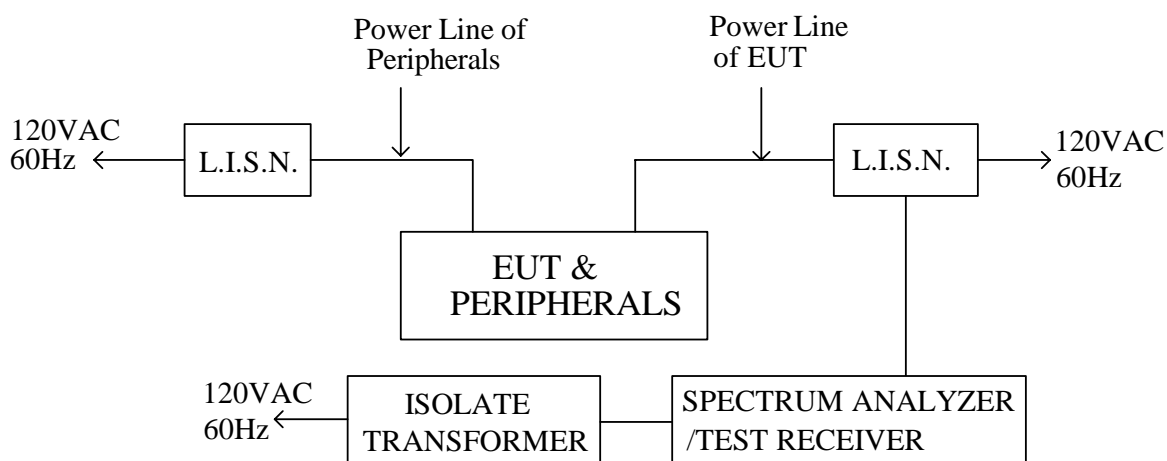 Power Line of
Peripherals
Power Line
of EUT
120VAC
60Hz
L.I.S.N.
L.I.S.N.
120VAC
60Hz
EUT &
PERIPHERALS
120VAC
60Hz
ISOLATE
TRANSFORMER
SPECTRUM ANALYZER
/TEST RECEIVER